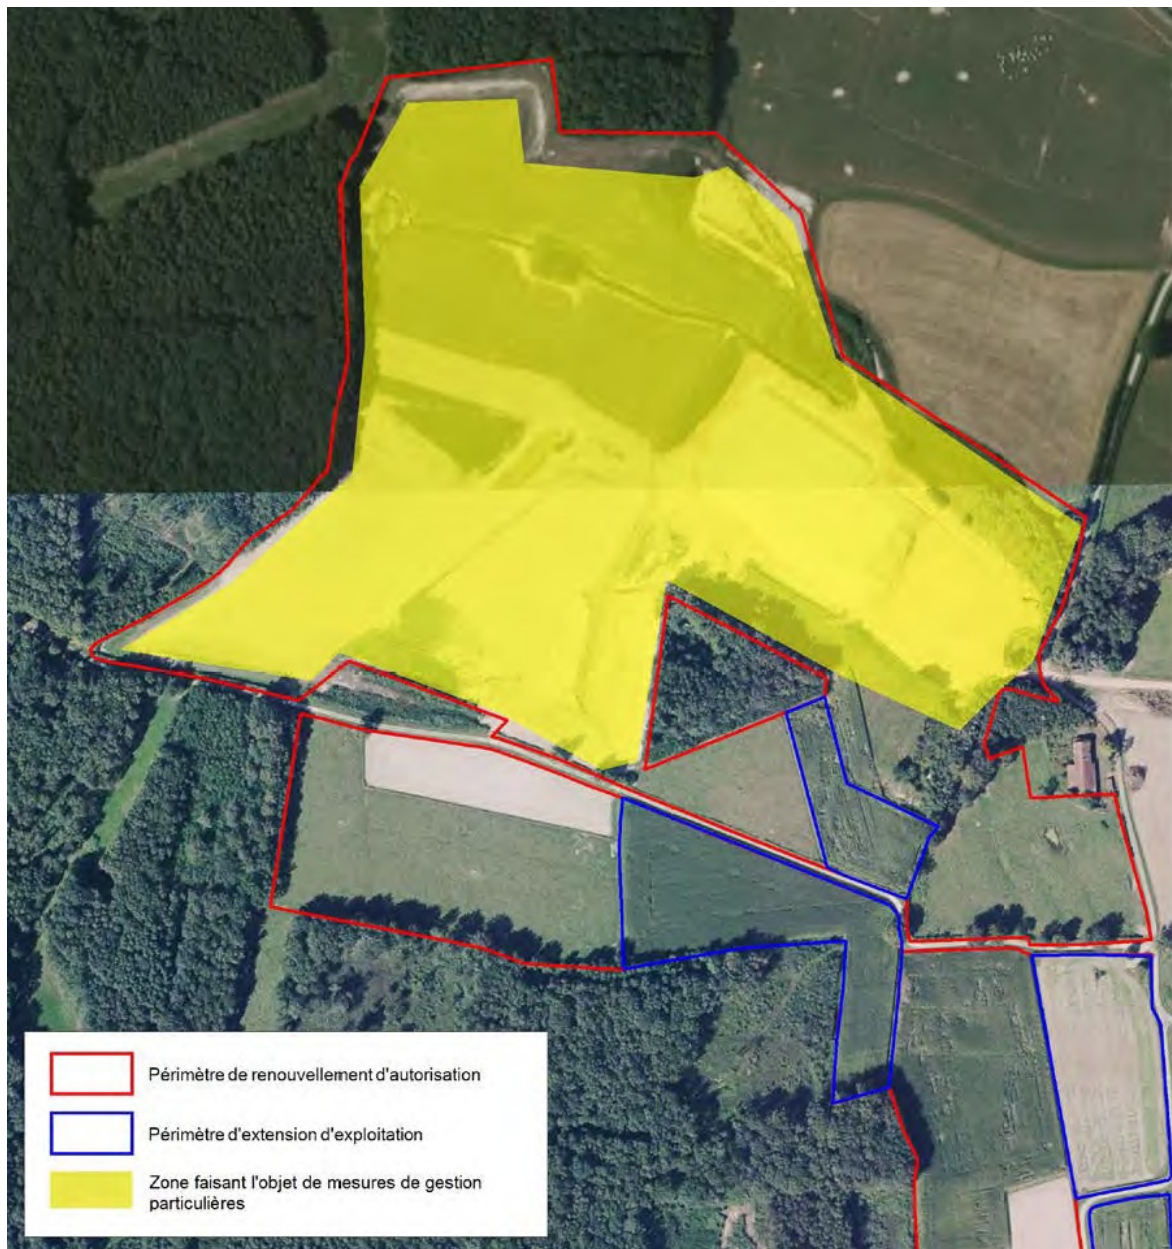 Périmètre de renouvellement d'autorisation
Périmètre d'extension d'exploitation
Zone faisant l'objet de mesures de gestion
particulières